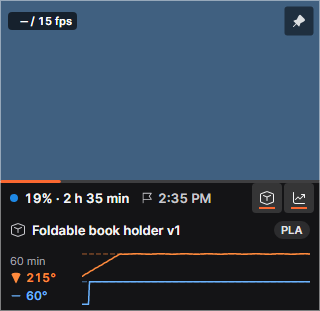 – / 15 fps
19% · 2 h 35 min 2:35 PM
Foldable book holder v1 PLA
60 min
215°
60°